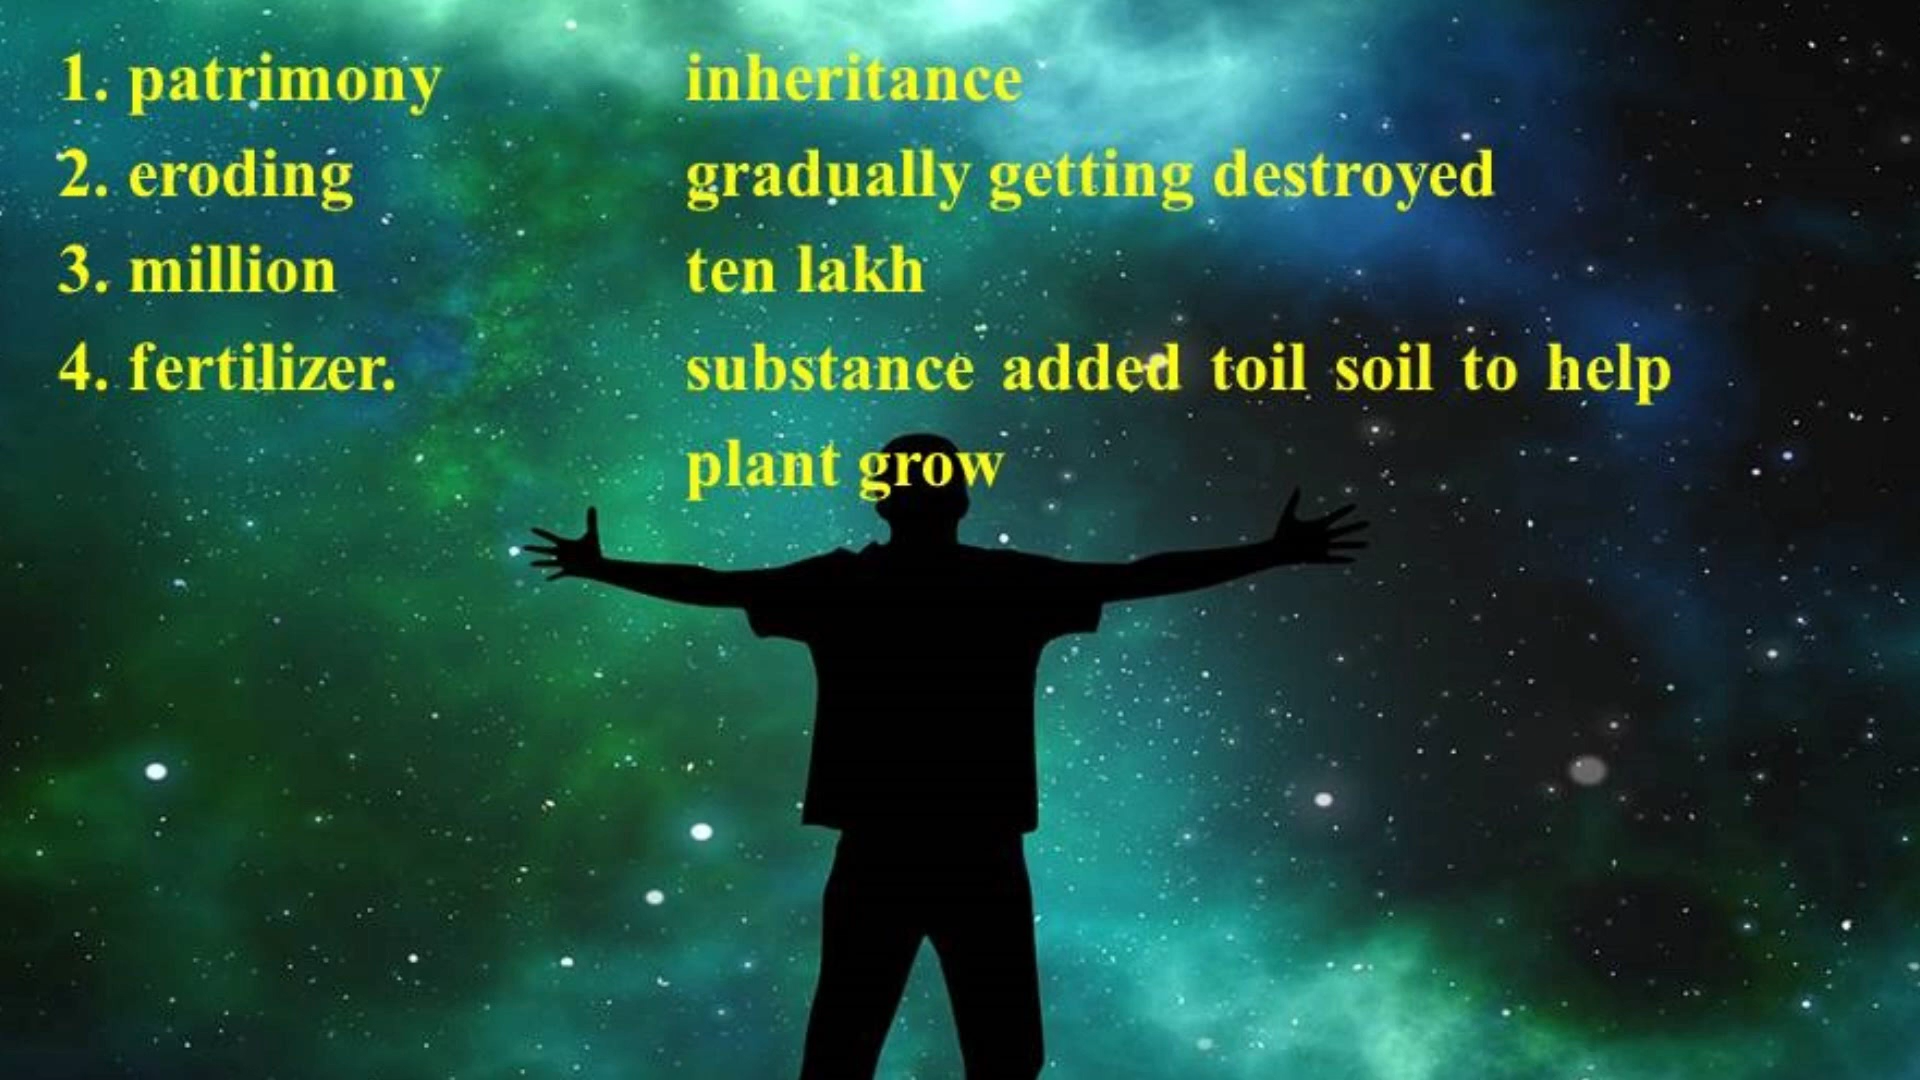 1. patrimony inheritance
2. eroding gradually getting destroyed
3. million ten lakh
4. fertilizer. substance added toil soil to help
plant grow